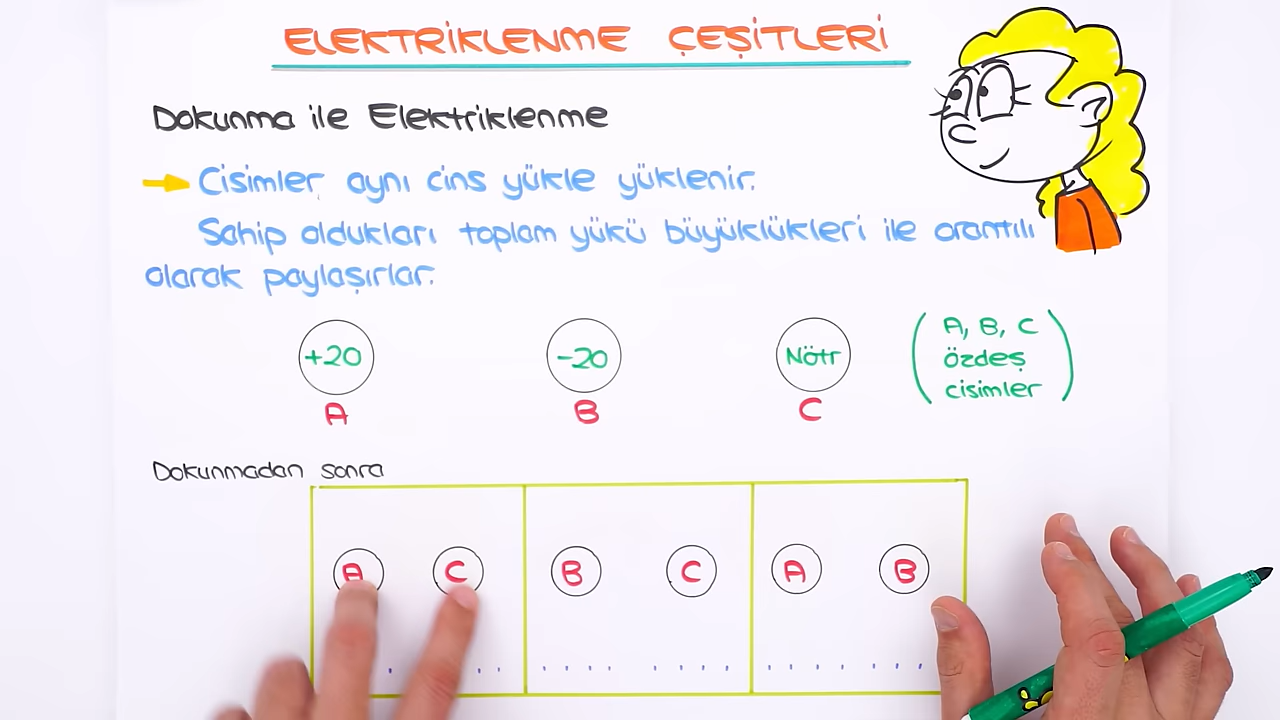 ELEKTRİKLENME ÇEŞİTLERİ
Dokunma ile Elektriklenme
Cisimler aynı cins yükle yüklenir.
Sahip oldukları toplam yükü büyüklükleri ile orantılı
olarak paylaşırlar.
+20 -20 Nötr
A B C
(A, B, C
özdeş
cisimler)
Dokunmadan sonra
A C B C A B